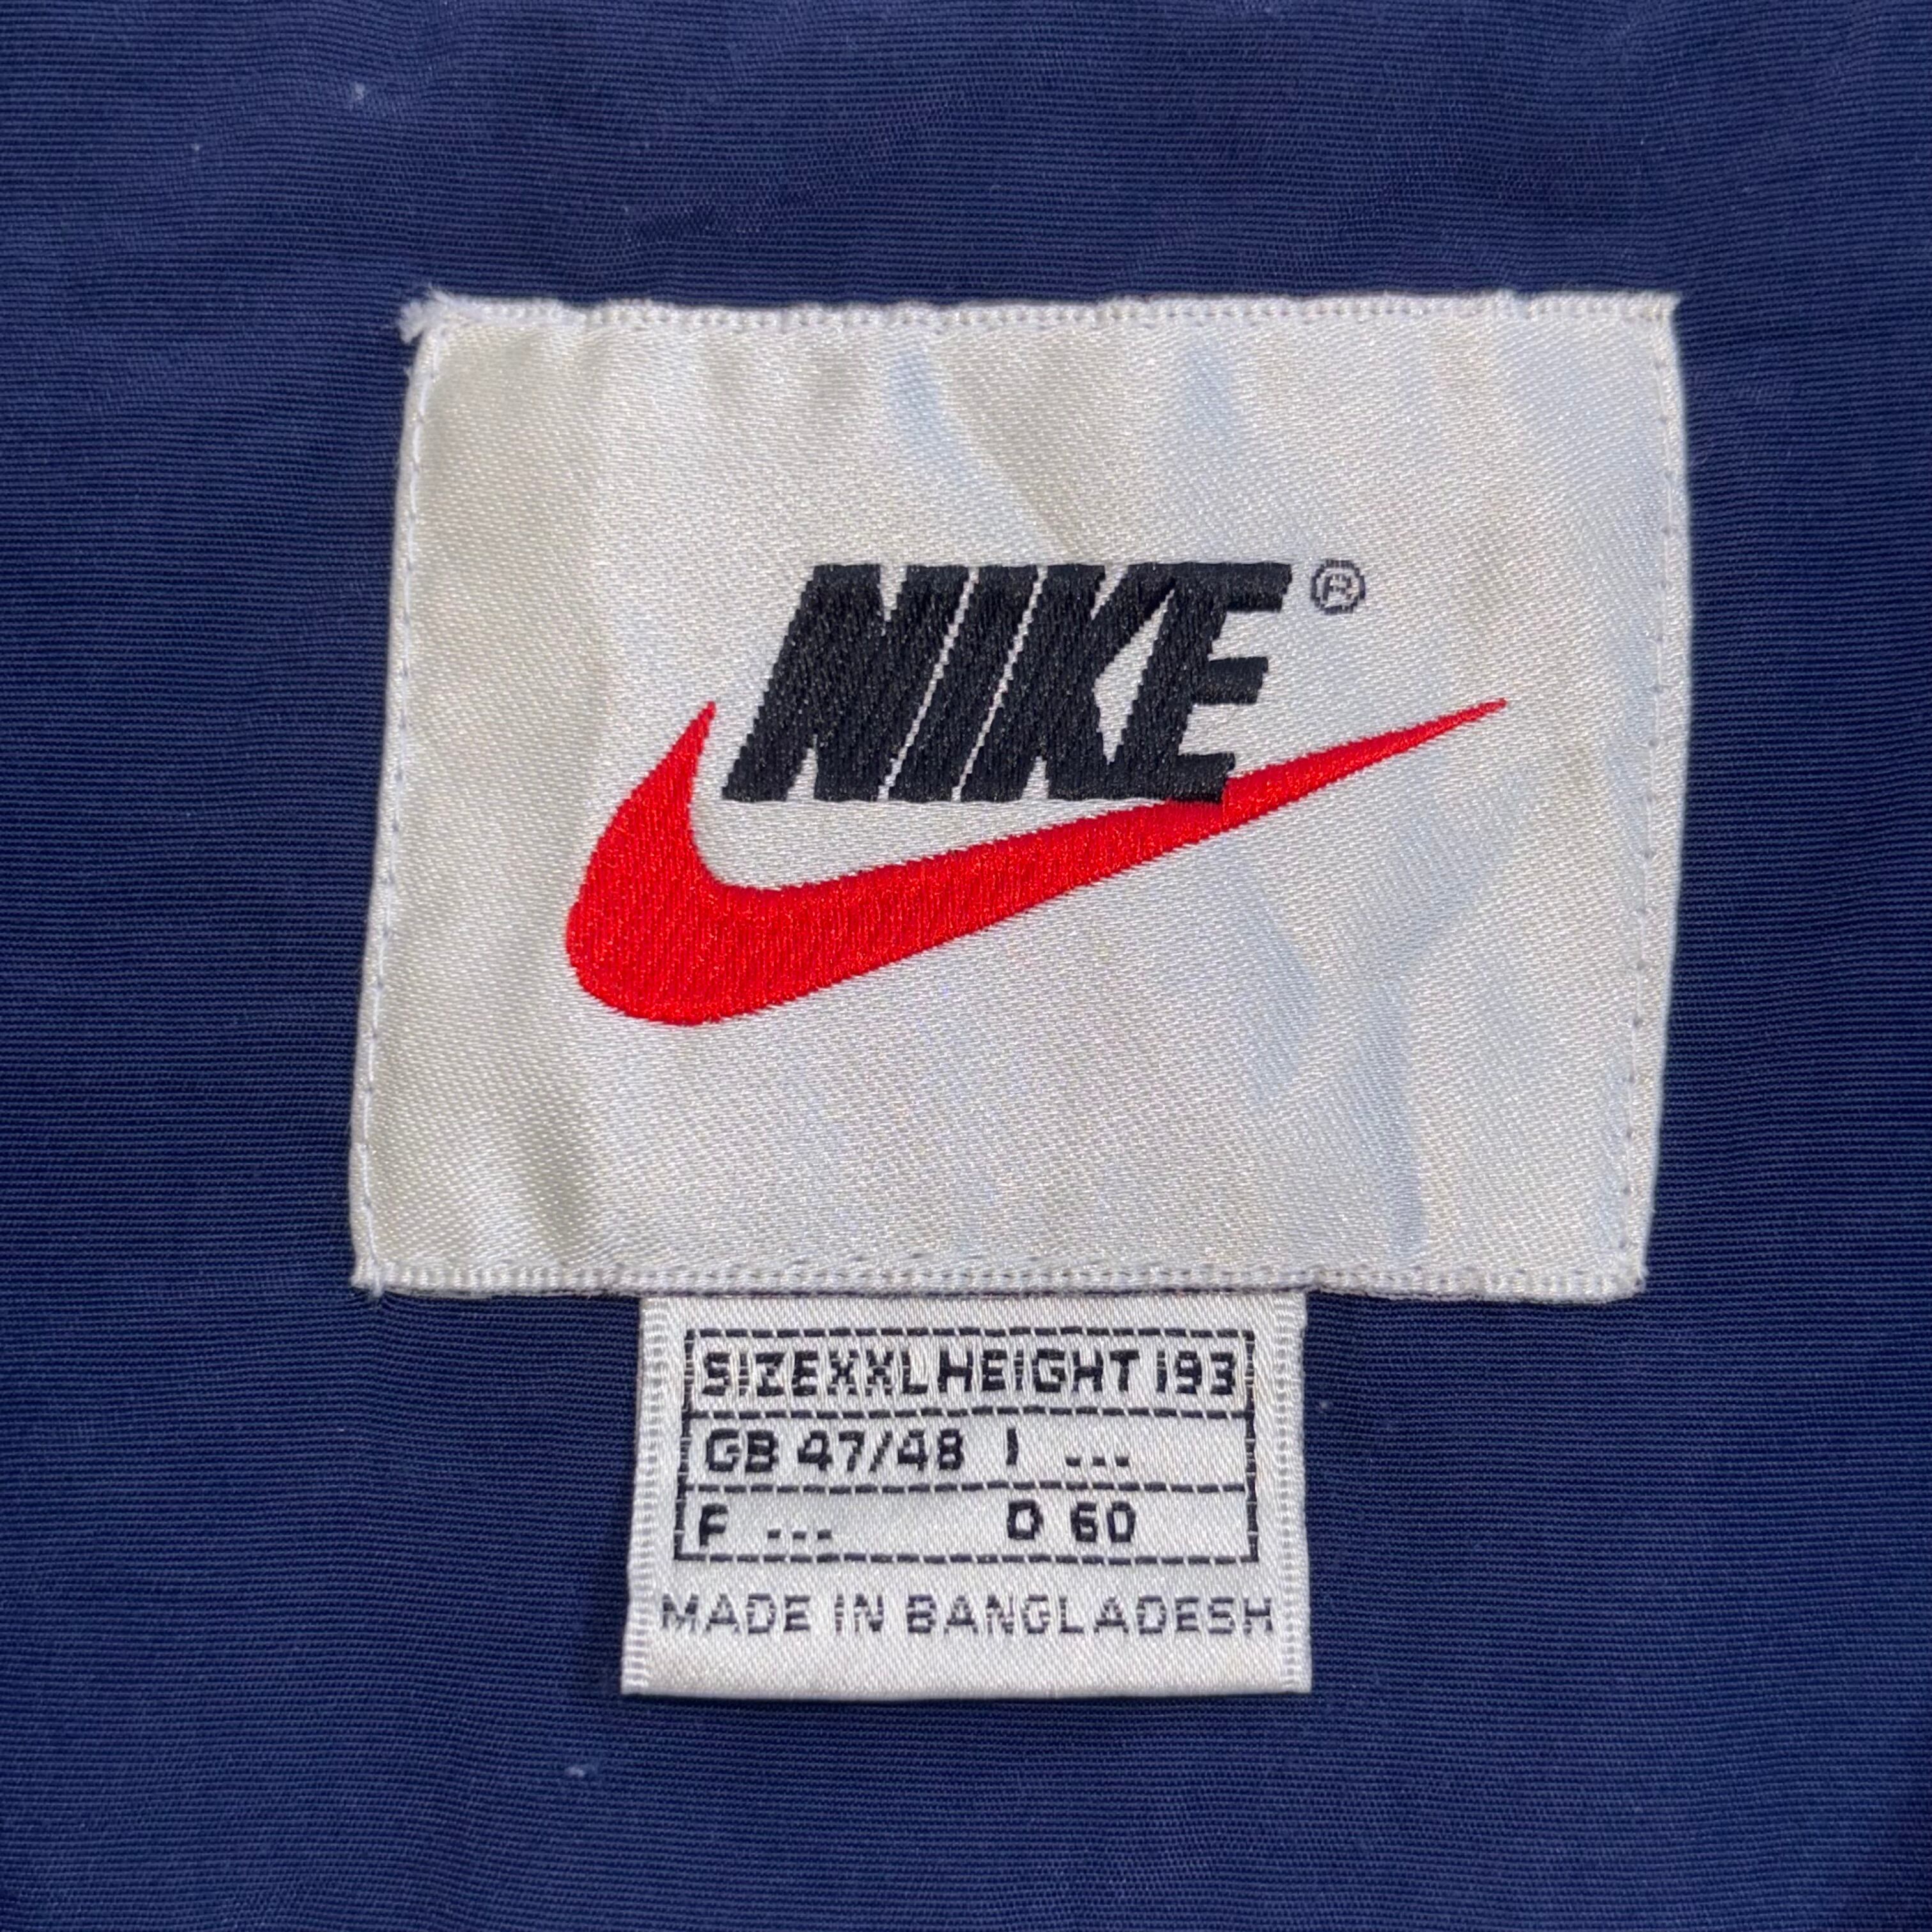 NIKE®
SIZE XXL HEIGHT 193
GB 47/48 I ---
F --- D 60
MADE IN BANGLADESH